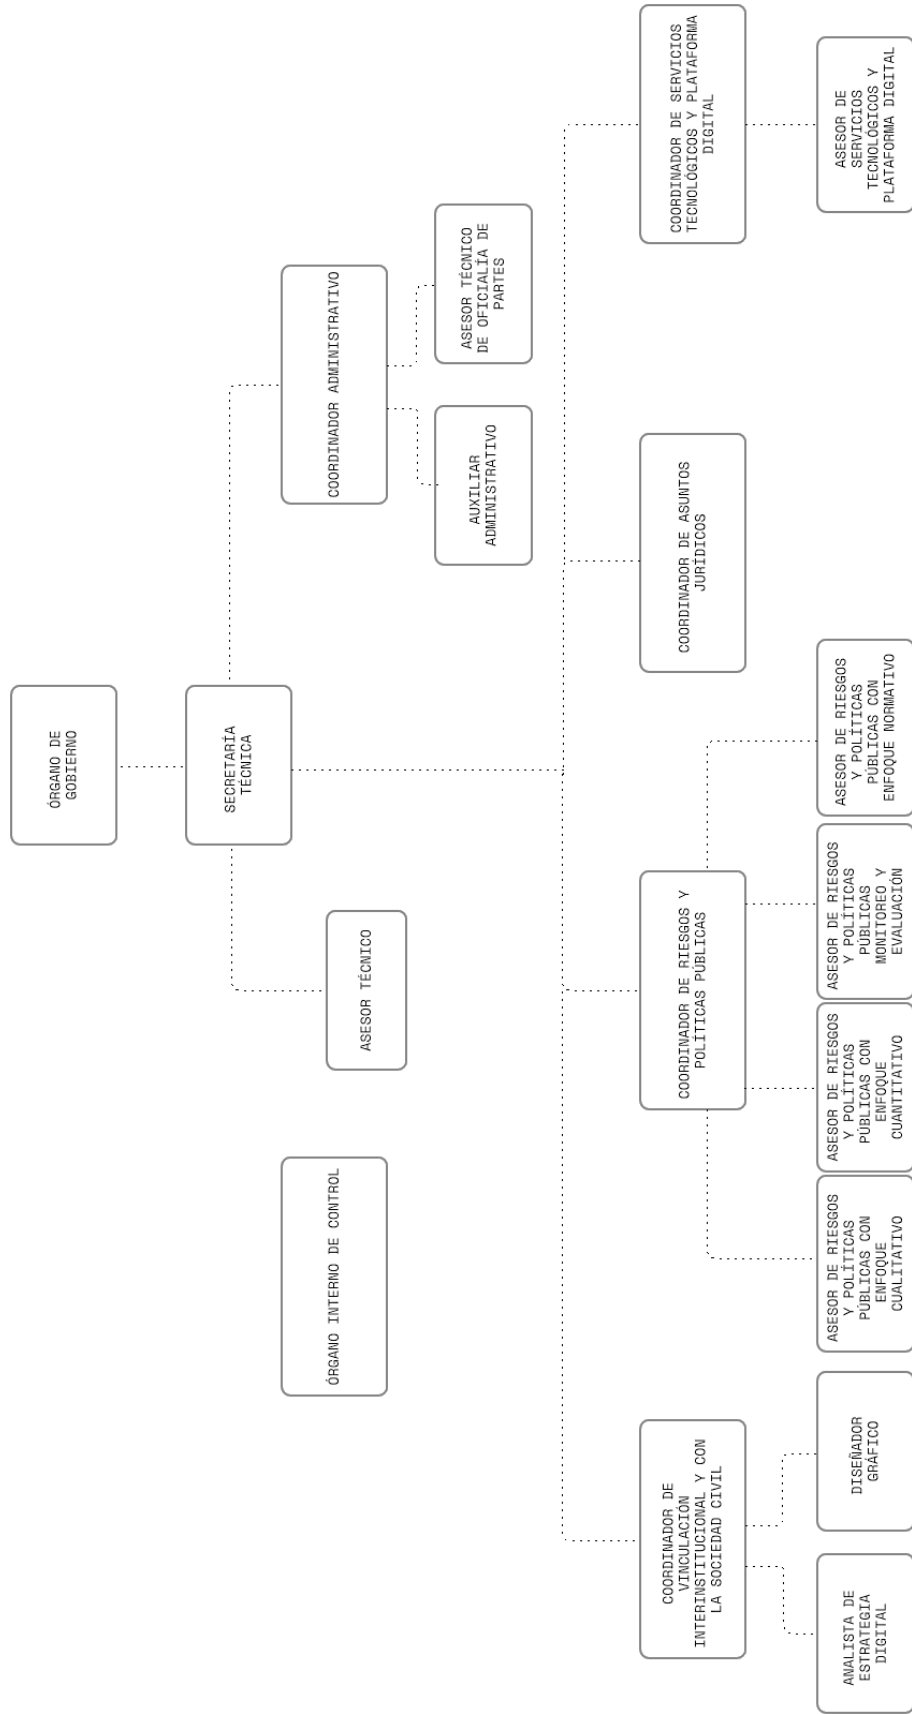 ÓRGANO DE
GOBIERNO
SECRETARÍA
TÉCNICA
ÓRGANO INTERNO DE CONTROL
ASESOR TÉCNICO
COORDINADOR ADMINISTRATIVO
AUXILIAR
ADMINISTRATIVO
ASESOR TÉCNICO
DE OFICIALÍA DE
PARTES
COORDINADOR DE
VINCULACIÓN
INTERINSTITUCIONAL Y CON
LA SOCIEDAD CIVIL
COORDINADOR DE RIESGOS Y
POLÍTICAS PÚBLICAS
COORDINADOR DE ASUNTOS
JURÍDICOS
COORDINADOR DE SERVICIOS
TECNOLÓGICOS Y PLATAFORMA
DIGITAL
ANALISTA DE
ESTRATEGIA
DIGITAL
DISEÑADOR
GRÁFICO
ASESOR DE RIESGOS
Y POLÍTICAS
PÚBLICAS CON
ENFOQUE
CUALITATIVO
ASESOR DE RIESGOS
Y POLÍTICAS
PÚBLICAS CON
ENFOQUE
CUANTITATIVO
ASESOR DE RIESGOS
Y POLÍTICAS
PÚBLICAS
MONITOREO Y
EVALUACIÓN
ASESOR DE RIESGOS
Y POLÍTICAS
PÚBLICAS CON
ENFOQUE NORMATIVO
ASESOR DE
SERVICIOS
TECNOLÓGICOS Y
PLATAFORMA DIGITAL